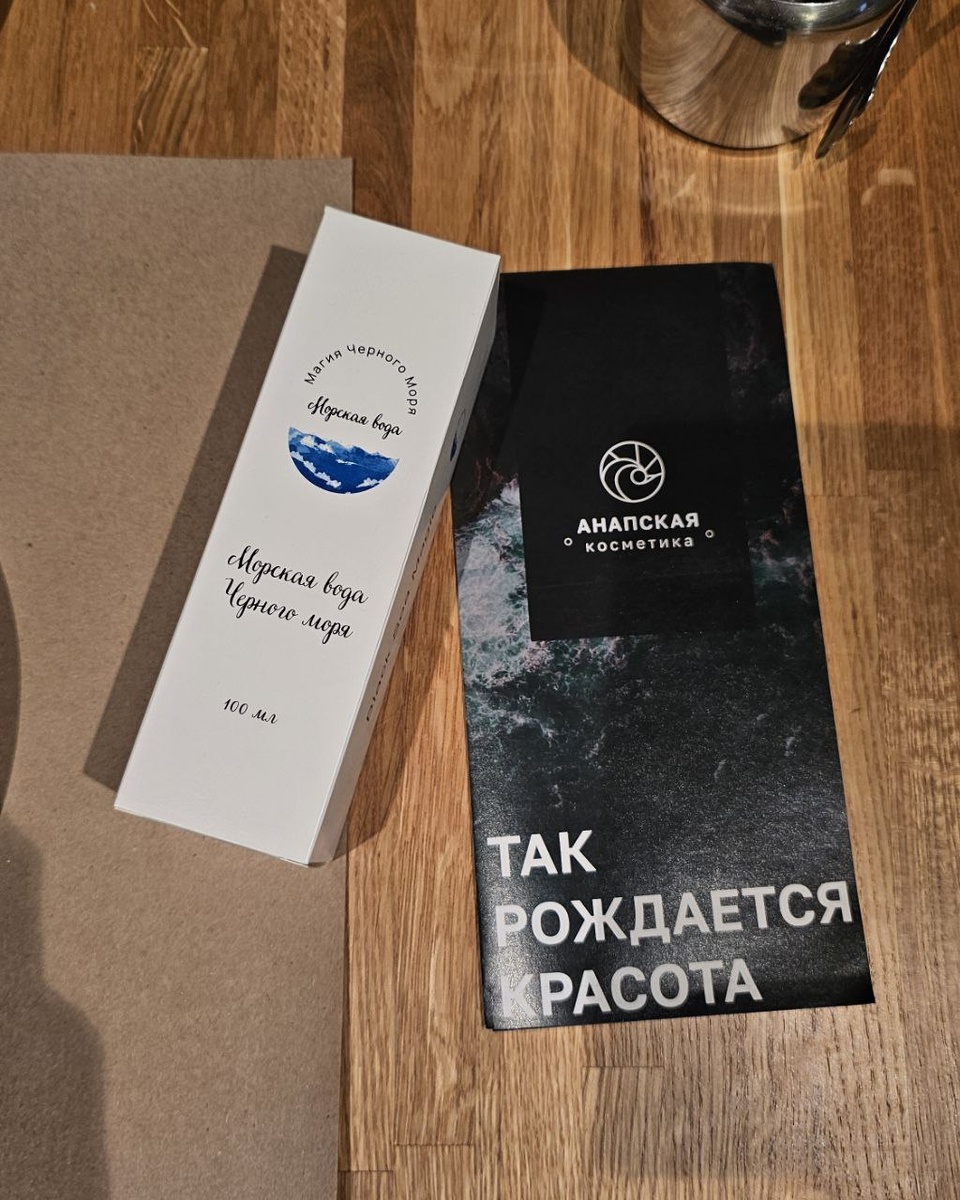 Магия Черного Моря
Морская вода
Морская вода
Черного моря
100 мл
АНАПСКАЯ
косметика
ТАК
РОЖДАЕТСЯ
КРАСОТА